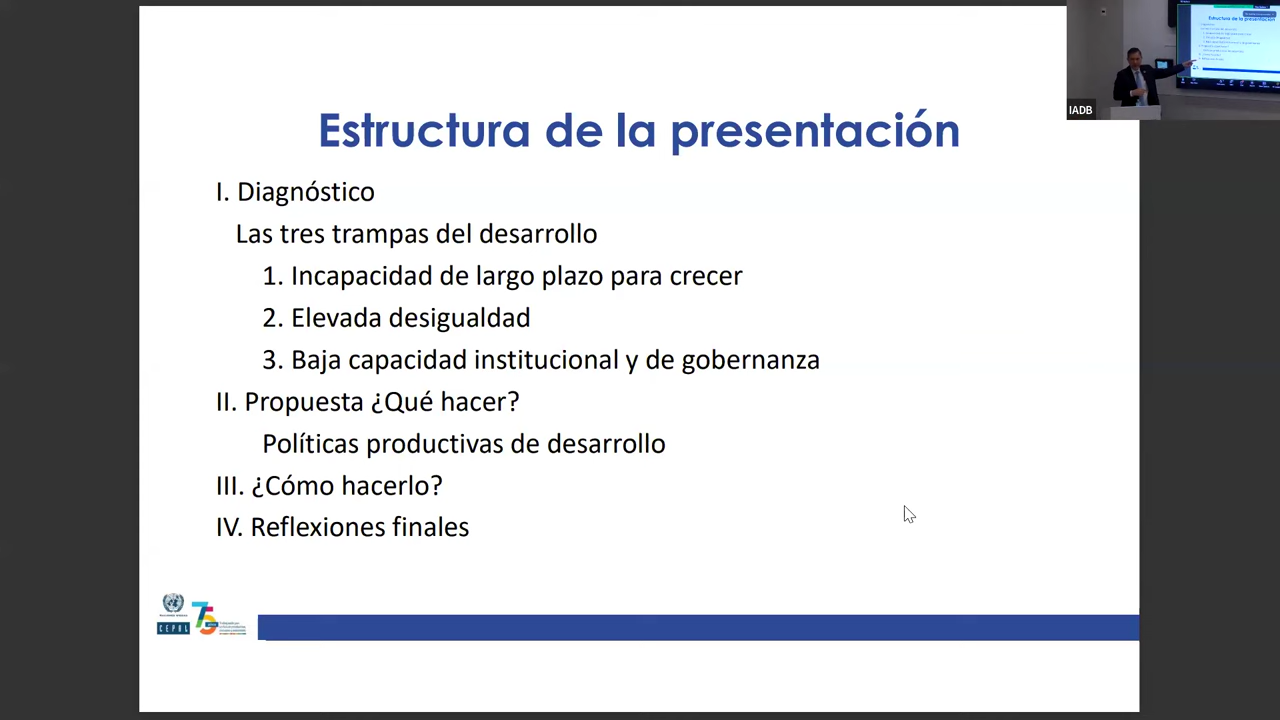 Estructura de la presentación
IADB
I. Diagnóstico
Las tres trampas del desarrollo
1. Incapacidad de largo plazo para crecer
2. Elevada desigualdad
3. Baja capacidad institucional y de gobernanza
II. Propuesta ¿Qué hacer?
Políticas productivas de desarrollo
III. ¿Cómo hacerlo?
IV. Reflexiones finales
75
CEPAL